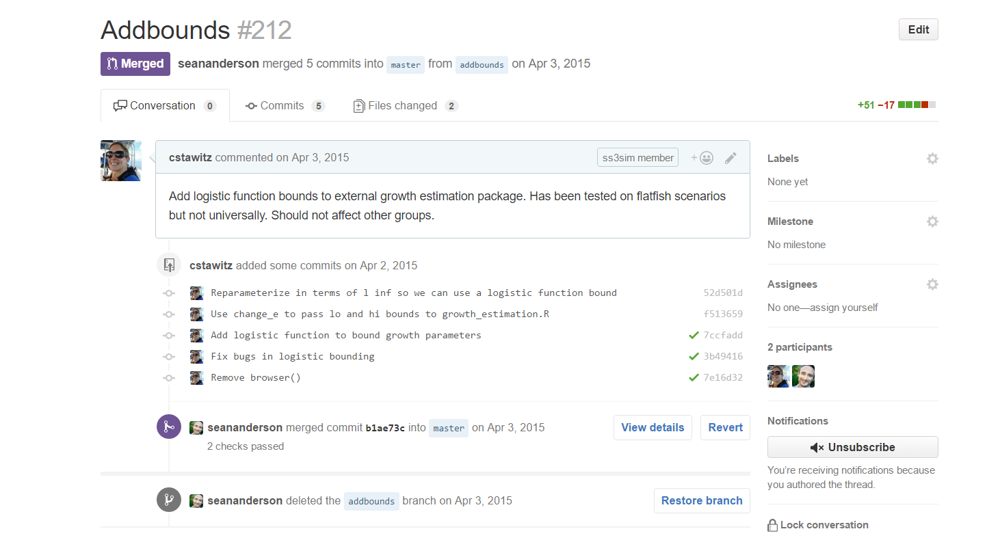 Addbounds #212
Edit
Merged seananderson merged 5 commits into master from addbounds on Apr 3, 2015
Conversation 0 Commits 5 Files changed 2
+51 −17
cstawitz commented on Apr 3, 2015
ss3sim member
+
Add logistic function bounds to external growth estimation package. Has been tested on flatfish scenarios
but not universally. Should not affect other groups.
cstawitz added some commits on Apr 2, 2015
Reparameterize in terms of l inf so we can use a logistic function bound 52d501d
Use change_e to pass lo and hi bounds to growth_estimation.R f513659
Add logistic function to bound growth parameters 7ccfadd
Fix bugs in logistic bounding 3b49416
Remove browser() 7e16d32
seananderson merged commit b1ae73c into master on Apr 3, 2015
2 checks passed
View details
Revert
seananderson deleted the addbounds branch on Apr 3, 2015
Restore branch
Labels
None yet
Milestone
No milestone
Assignees
No one—assign yourself
2 participants
Notifications
Unsubscribe
You’re receiving notifications because
you authored the thread.
Lock conversation